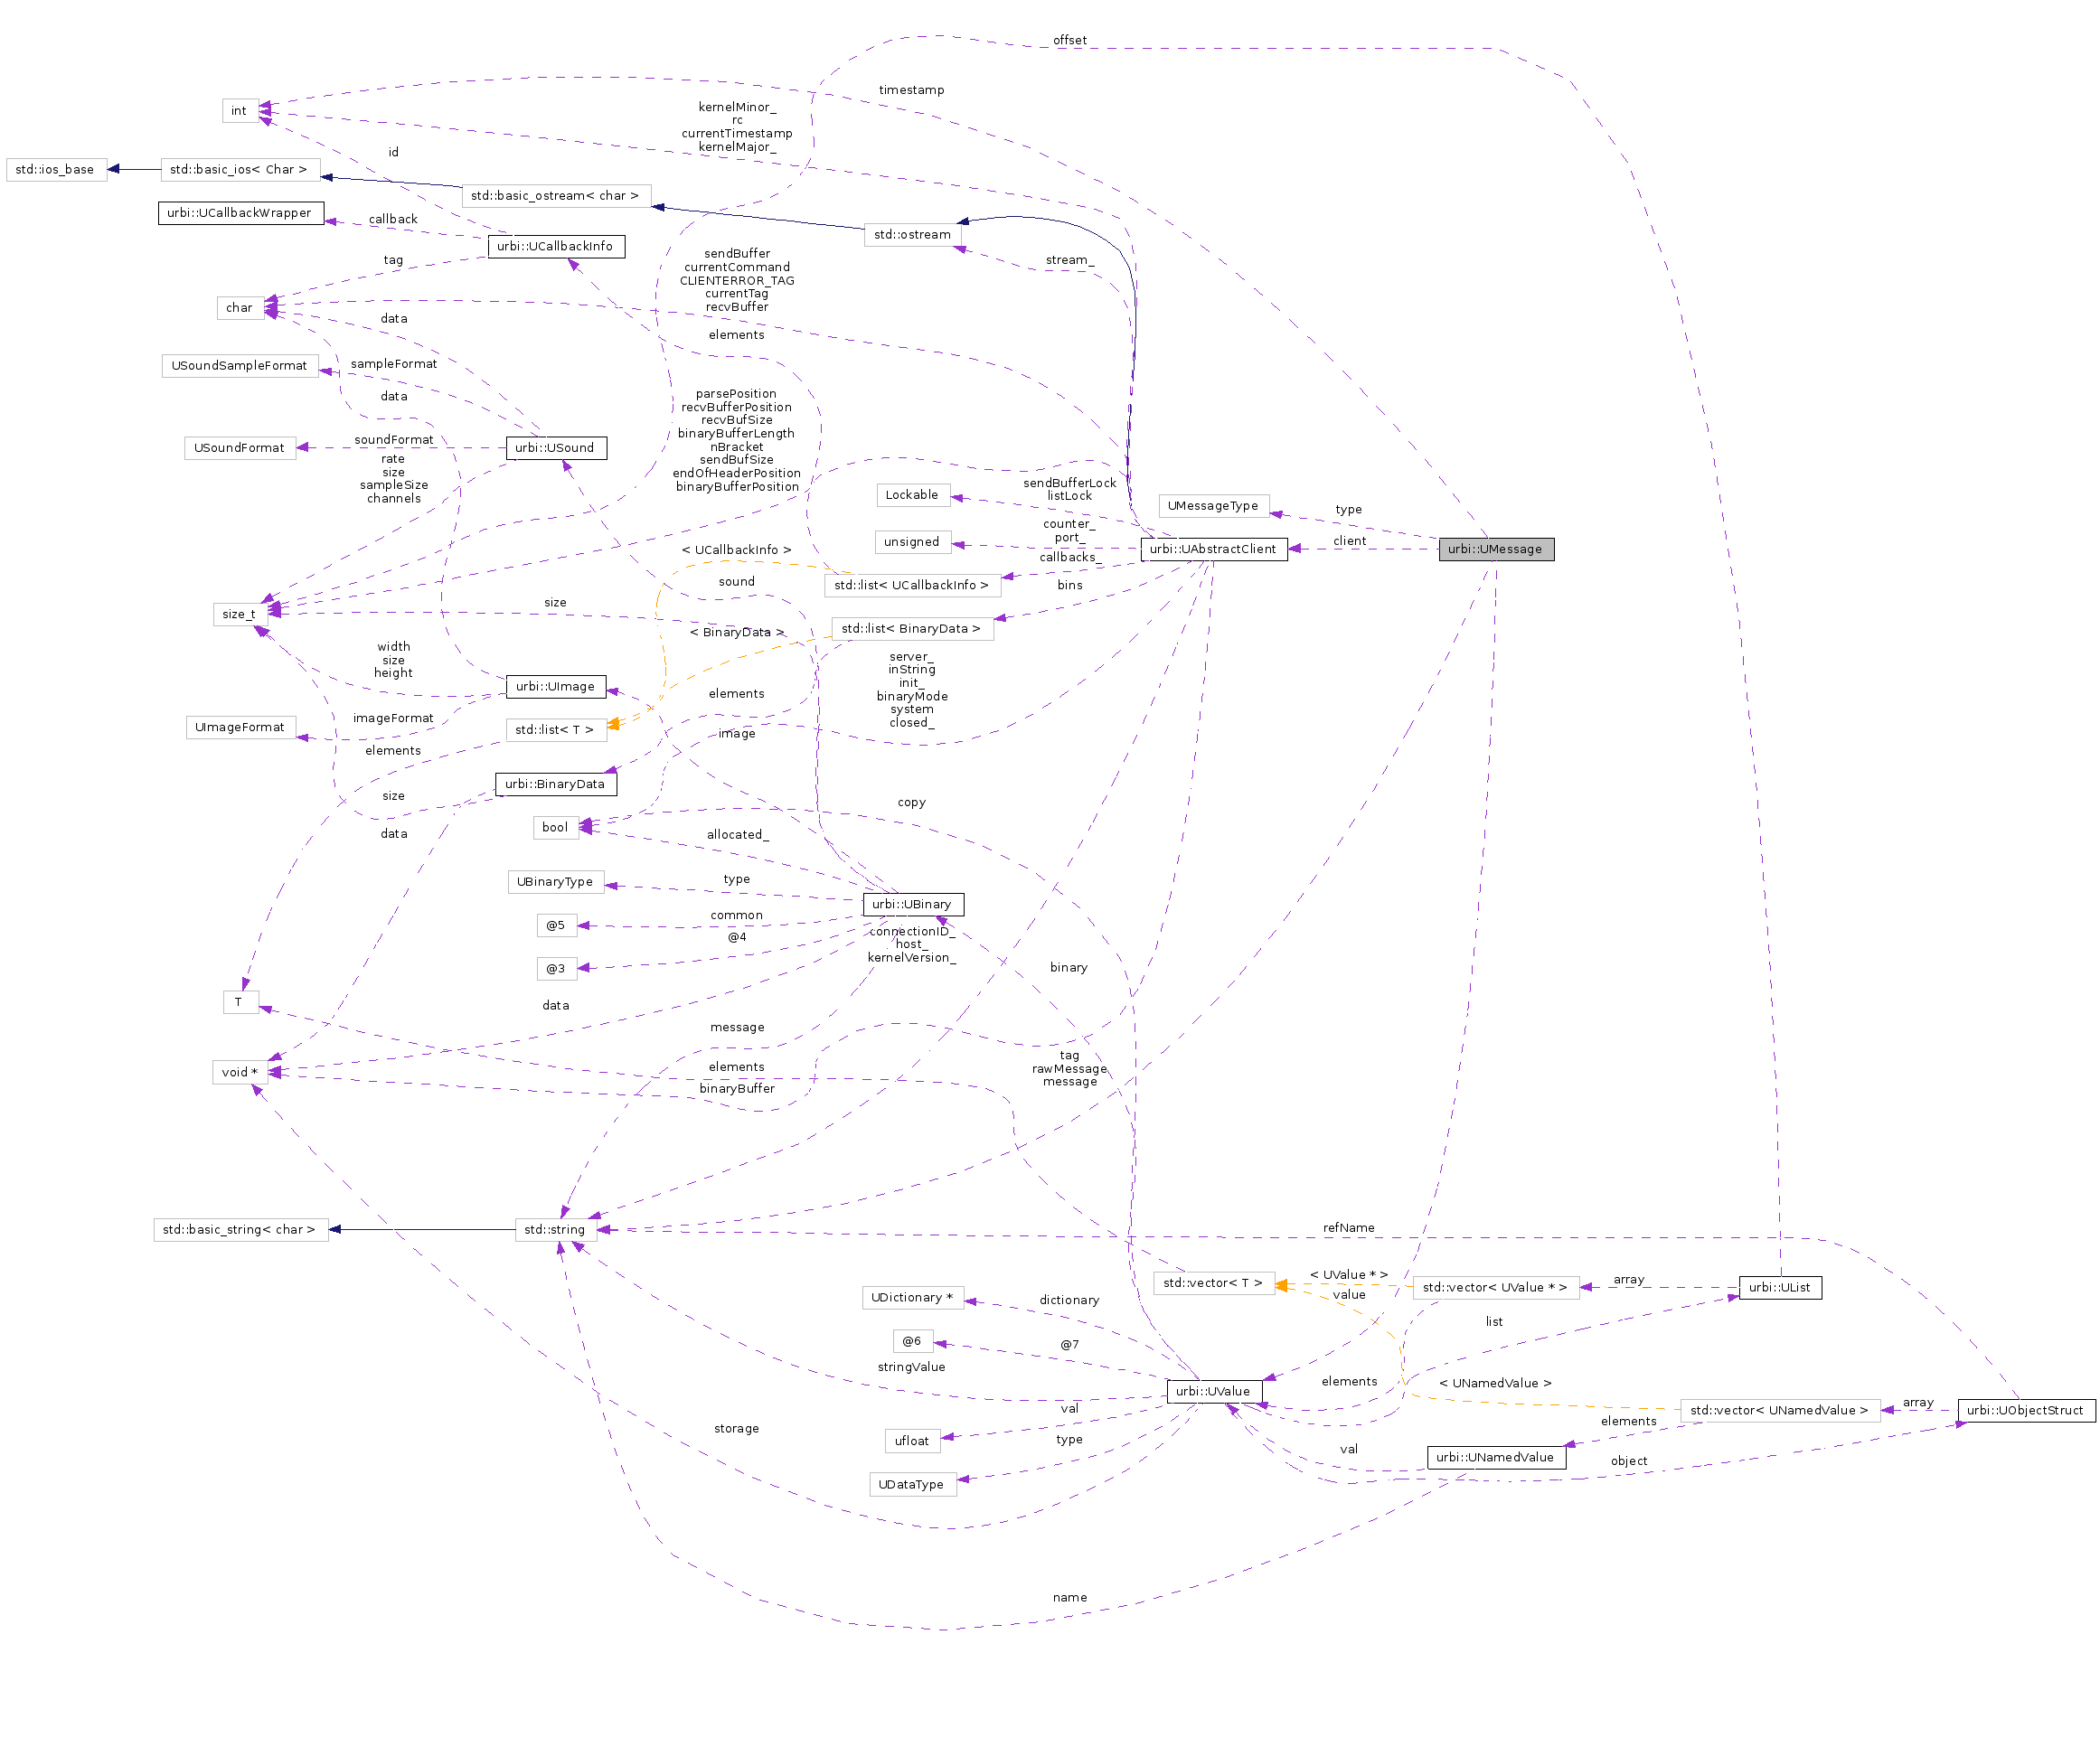 offset
timestamp
int
kernelMinor_
rc
currentTimestamp
kernelMajor_
id
std::ios_base
std::basic_ios< Char >
std::basic_ostream< char >
urbi::UCallbackWrapper
callback
std::ostream
urbi::UCallbackInfo
tag
stream_
sendBuffer
currentCommand
CLIENTERROR_TAG
currentTag
recvBuffer
char
data
elements
USoundSampleFormat
sampleFormat
data
parsePosition
recvBufferPosition
recvBufSize
binaryBufferLength
nBracket
sendBufSize
endOfHeaderPosition
binaryBufferPosition
USoundFormat
soundFormat
urbi::USound
rate
size
sampleSize
channels
Lockable
sendBufferLock
listLock
UMessageType
type
unsigned
counter_
port_
urbi::UAbstractClient
client
urbi::UMessage
< UCallbackInfo >
callbacks_
std::list< UCallbackInfo >
sound
bins
size_t
size
std::list< BinaryData >
< BinaryData >
width
size
height
server_
inString
init_
binaryMode
system
closed_
urbi::UImage
elements
UImageFormat
imageFormat
std::list< T >
image
elements
urbi::BinaryData
size
copy
bool
allocated_
data
UBinaryType
type
urbi::UBinary
@5
common
connectionID_
host_
kernelVersion_
@4
@3
binary
T
data
message
tag
rawMessage
message
void *
elements
binaryBuffer
std::basic_string< char >
std::string
refName
std::vector< T >
< UValue * >
value
std::vector< UValue * >
array
urbi::UList
UDictionary *
dictionary
list
@6
@7
stringValue
urbi::UValue
elements
< UNamedValue >
val
std::vector< UNamedValue >
array
urbi::UObjectStruct
storage
ufloat
type
elements
val
urbi::UNamedValue
object
UDataType
name